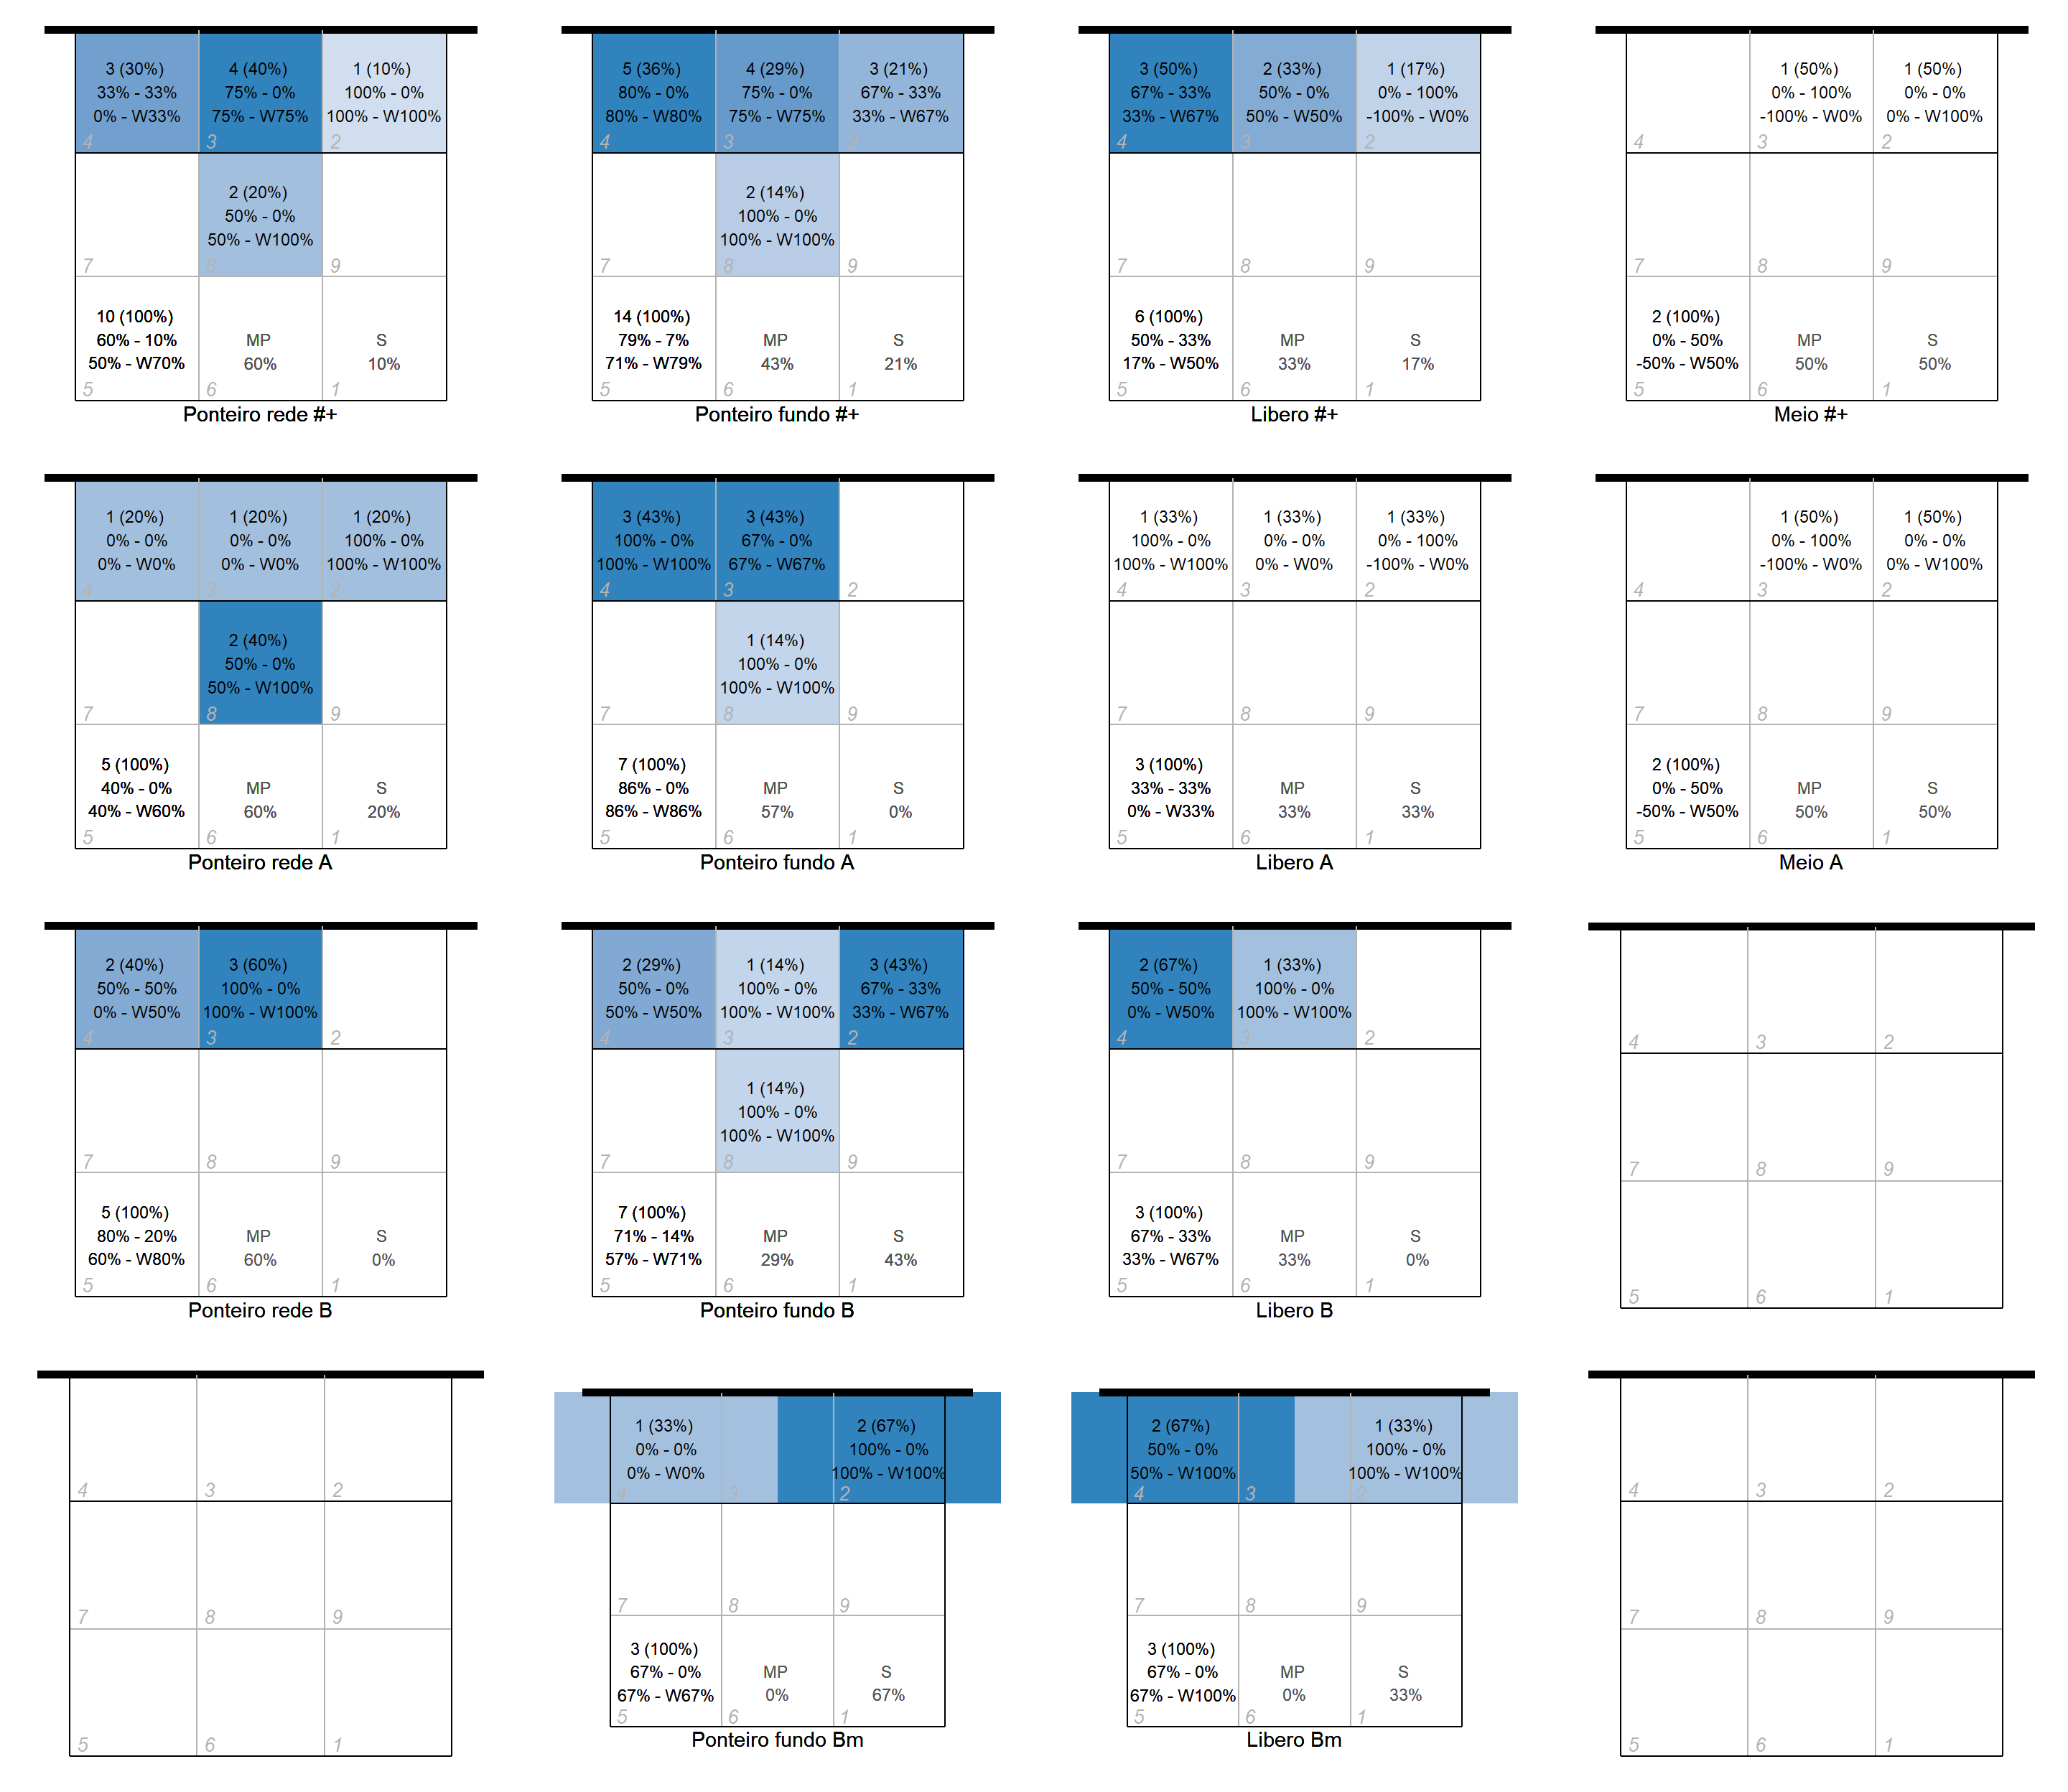 3 (30%)
33% - 33%
0% - W33%
4
4 (40%)
75% - 0%
75% - W75%
3
1 (10%)
100% - 0%
100% - W100%
2
7
2 (20%)
50% - 0%
50% - W100%
8
9
10 (100%)
60% - 10%
50% - W70%
5
MP
60%
6
S
10%
1
Ponteiro rede #+
5 (36%)
80% - 0%
80% - W80%
4
4 (29%)
75% - 0%
75% - W75%
3
3 (21%)
67% - 33%
33% - W67%
2
7
2 (14%)
100% - 0%
100% - W100%
8
9
14 (100%)
79% - 7%
71% - W79%
5
MP
43%
6
S
21%
1
Ponteiro fundo #+
3 (50%)
67% - 33%
33% - W67%
4
2 (33%)
50% - 0%
50% - W50%
3
1 (17%)
0% - 100%
-100% - W0%
2
7
8
9
6 (100%)
50% - 33%
17% - W50%
5
MP
33%
6
S
17%
1
Libero #+
4
1 (50%)
0% - 100%
-100% - W0%
3
1 (50%)
0% - 0%
0% - W100%
2
7
8
9
2 (100%)
0% - 50%
-50% - W50%
5
MP
50%
6
S
50%
1
Meio #+
1 (20%)
0% - 0%
0% - W0%
4
1 (20%)
0% - 0%
0% - W0%
3
1 (20%)
100% - 0%
100% - W100%
2
7
2 (40%)
50% - 0%
50% - W100%
8
9
5 (100%)
40% - 0%
40% - W60%
5
MP
60%
6
S
20%
1
Ponteiro rede A
3 (43%)
100% - 0%
100% - W100%
4
3 (43%)
67% - 0%
67% - W67%
3
2
7
1 (14%)
100% - 0%
100% - W100%
8
9
7 (100%)
86% - 0%
86% - W86%
5
MP
57%
6
S
0%
1
Ponteiro fundo A
1 (33%)
100% - 0%
100% - W100%
4
1 (33%)
0% - 0%
0% - W0%
3
1 (33%)
0% - 100%
-100% - W0%
2
7
8
9
3 (100%)
33% - 33%
0% - W33%
5
MP
33%
6
S
33%
1
Libero A
4
1 (50%)
0% - 100%
-100% - W0%
3
1 (50%)
0% - 0%
0% - W100%
2
7
8
9
2 (100%)
0% - 50%
-50% - W50%
5
MP
50%
6
S
50%
1
Meio A
2 (40%)
50% - 50%
0% - W50%
4
3 (60%)
100% - 0%
100% - W100%
3
2
7
8
9
5 (100%)
80% - 20%
60% - W80%
5
MP
60%
6
S
0%
1
Ponteiro rede B
2 (29%)
50% - 0%
50% - W50%
4
1 (14%)
100% - 0%
100% - W100%
3
3 (43%)
67% - 33%
33% - W67%
2
7
1 (14%)
100% - 0%
100% - W100%
8
9
7 (100%)
71% - 14%
57% - W71%
5
MP
29%
6
S
43%
1
Ponteiro fundo B
2 (67%)
50% - 50%
0% - W50%
4
1 (33%)
100% - 0%
100% - W100%
3
2
7
8
9
3 (100%)
67% - 33%
33% - W67%
5
MP
33%
6
S
0%
1
Libero B
4
3
2
7
8
9
5
6
1
4
3
2
7
8
9
5
6
1
1 (33%)
0% - 0%
0% - W0%
4
3
2 (67%)
100% - 0%
100% - W100%
2
7
8
9
3 (100%)
67% - 0%
67% - W67%
5
MP
0%
6
S
67%
1
Ponteiro fundo Bm
2 (67%)
50% - 0%
50% - W100%
4
3
1 (33%)
100% - 0%
100% - W100%
2
7
8
9
3 (100%)
67% - 0%
67% - W100%
5
MP
0%
6
S
33%
1
Libero Bm
4
3
2
7
8
9
5
6
1